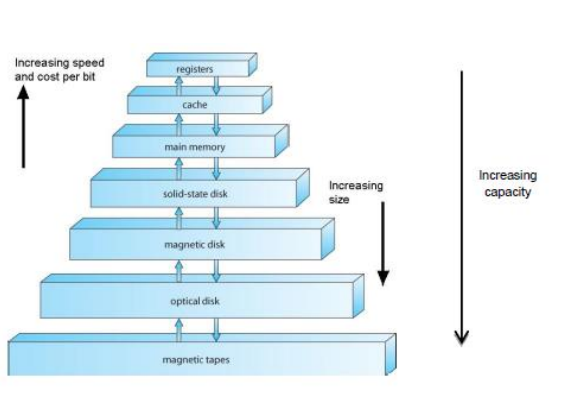 Increasing speed
and cost per bit
registers
cache
main memory
solid-state disk
Increasing
size
Increasing
capacity
magnetic disk
optical disk
magnetic tapes